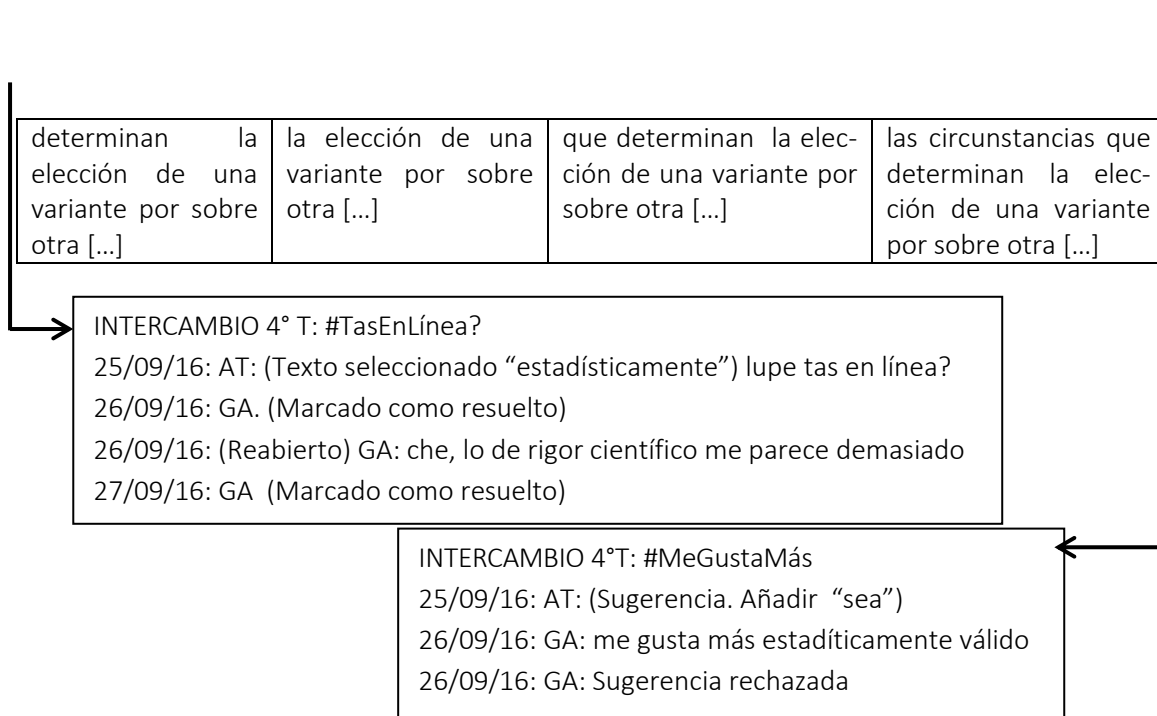 determinan la
elección de una
variante por sobre
otra [...]
la elección de una
variante por sobre
otra [...]
que determinan la elec-
ción de una variante por
sobre otra [...]
las circunstancias que
determinan la elec-
ción de una variante
por sobre otra [...]
INTERCAMBIO 4° T: #TasEnLínea?
25/09/16: AT: (Texto seleccionado “estadísticamente”) lupe tas en línea?
26/09/16: GA. (Marcado como resuelto)
26/09/16: (Reabierto) GA: che, lo de rigor científico me parece demasiado
27/09/16: GA (Marcado como resuelto)
INTERCAMBIO 4°T: #MeGustaMás
25/09/16: AT: (Sugerencia. Añadir “sea”)
26/09/16: GA: me gusta más estadíticamente válido
26/09/16: GA: Sugerencia rechazada